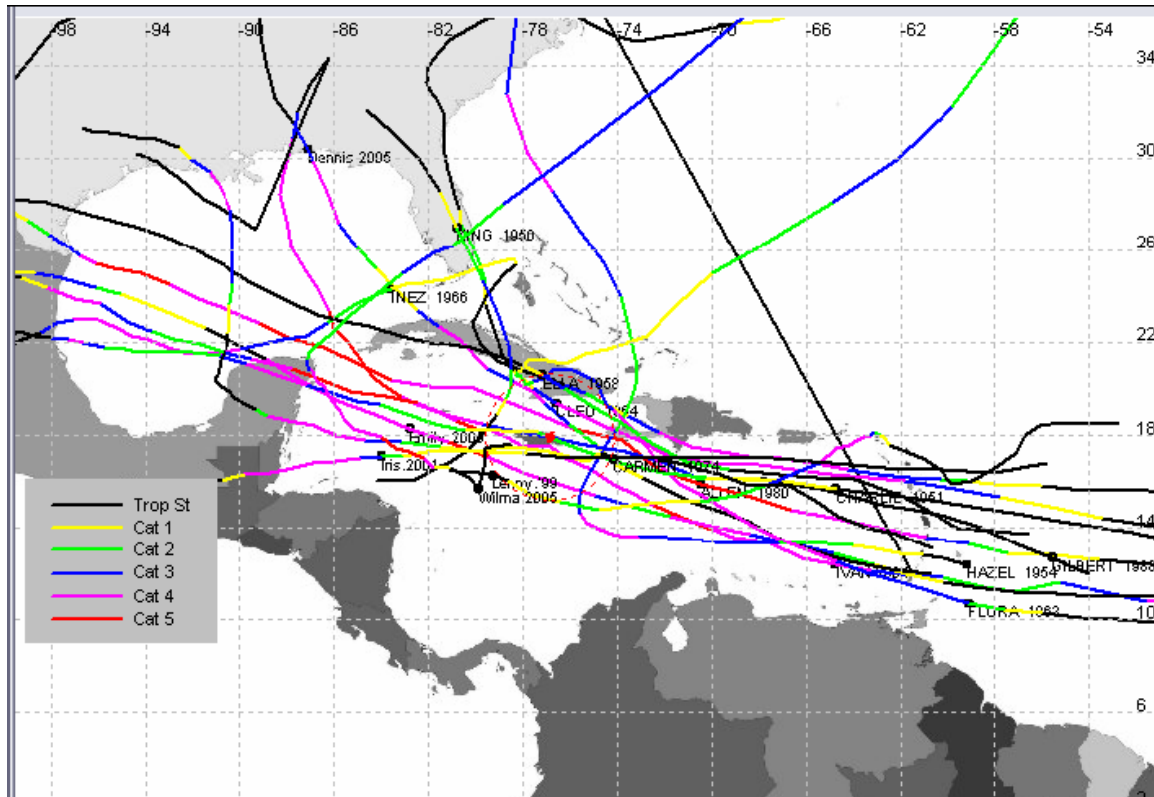 -98 -94 -90 -86 -82 -78 -74 -70 -66 -62 -58 -54
34
Dennis 2005
30
KING 1950
26
INEZ 1966
22
ELLA 1958
CLEO 1964
18
Emily 2005
Iris 2001
CARMEN 1974
Lenny 99
Wilma 2005
ALLEN 1980
CHARLIE 1951
14
GILBERT 1988
HAZEL 1954
IVAN
FLORA 1963
10
6
Trop St
Cat 1
Cat 2
Cat 3
Cat 4
Cat 5